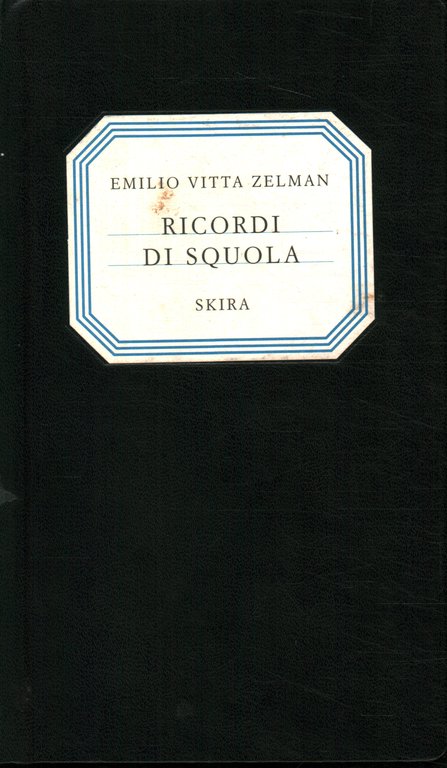 EMILIO VITTA ZELMAN
RICORDI
DI SQUOLA
SKIRA